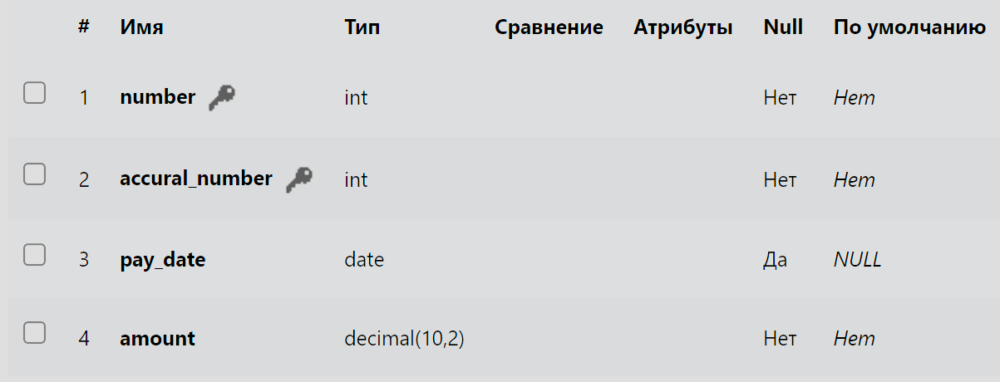 # Имя Тип Сравнение Атрибуты Null По умолчанию
1 number int Нет Нет
2 accural_number int Нет Нет
3 pay_date date Да NULL
4 amount decimal(10,2) Нет Нет